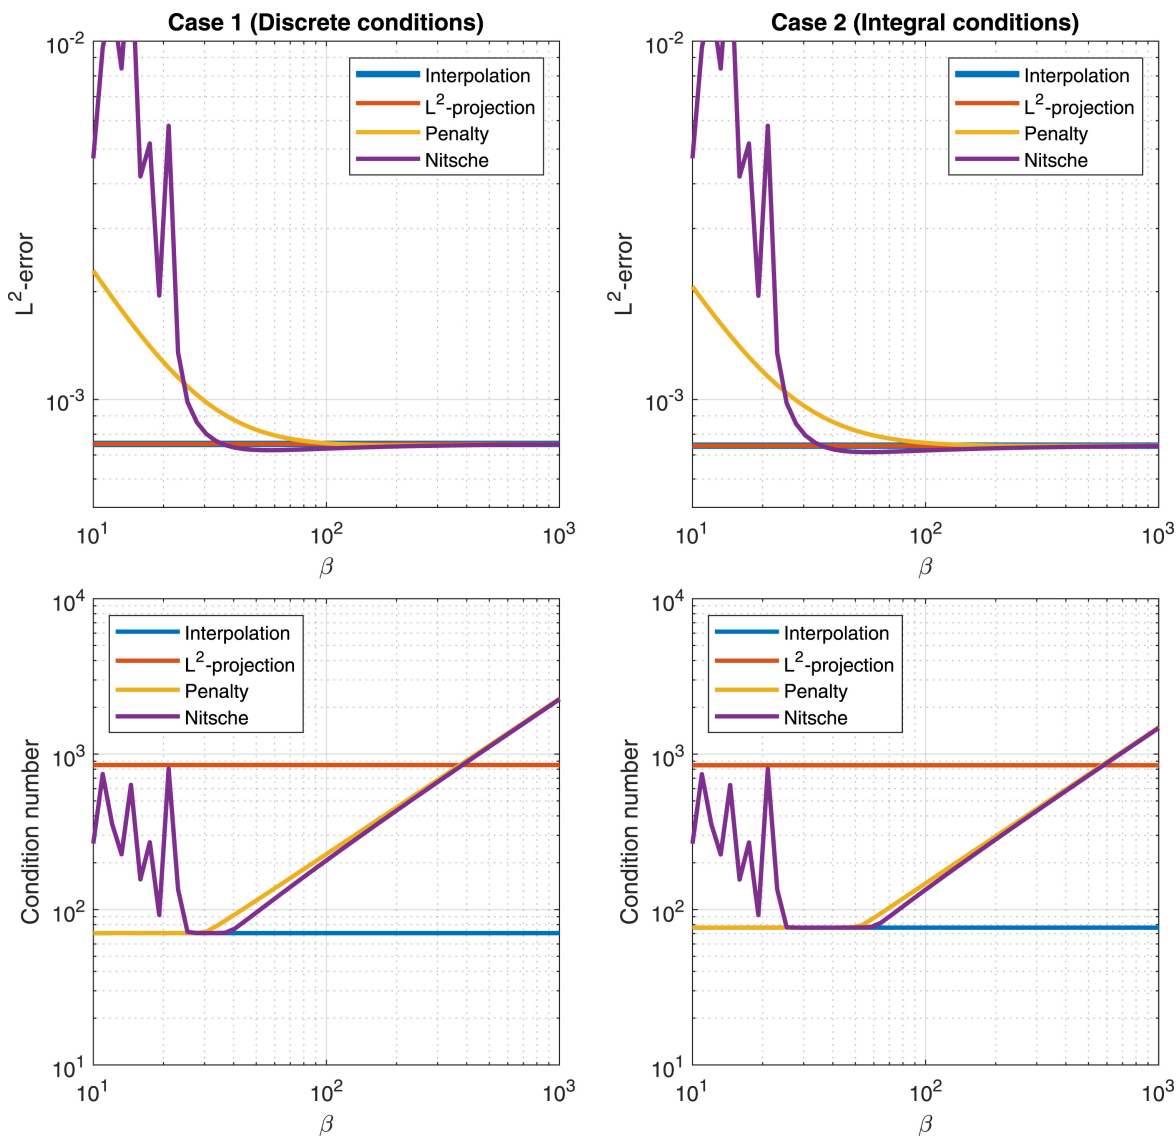 Case 1 (Discrete conditions)
10^-2
Interpolation
L^2-projection
Penalty
Nitsche
L^2-error
10^-3
10^1
10^2
10^3
β
Case 2 (Integral conditions)
10^-2
Interpolation
L^2-projection
Penalty
Nitsche
L^2-error
10^-3
10^1
10^2
10^3
β
10^4
Interpolation
L^2-projection
Penalty
Nitsche
10^3
Condition number
10^2
10^1
10^1
10^2
10^3
β
10^4
Interpolation
L^2-projection
Penalty
Nitsche
10^3
Condition number
10^2
10^1
10^1
10^2
10^3
β